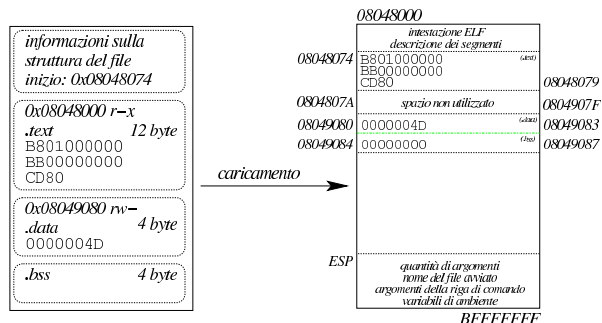 informazioni sulla
struttura del file
inizio: 0x08048074
0x08048000 r−x
.text 12 byte
B801000000
BB00000000
CD80
0x08049080 rw−
.data 4 byte
0000004D
.bss 4 byte
caricamento
08048000
intestazione ELF
descrizione dei segmenti
08048074 B801000000 (.text)
BB00000000
CD80 08048079
0804807A spazio non utilizzato 0804907F
08049080 0000004D (.data) 08049083
08049084 00000000 (.bss) 08049087
ESP
quantità di argomenti
nome del file avviato
argomenti della riga di comando
variabili di ambiente
BFFFFFFF